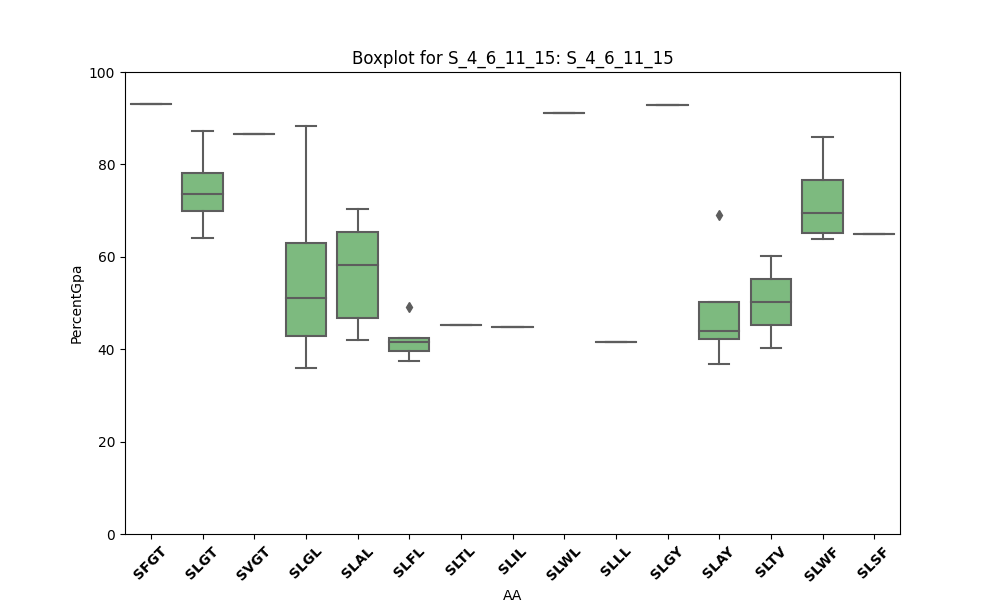 Boxplot for S_4_6_11_15: S_4_6_11_15
PercentGpa
100
80
60
40
20
0
SFGT SLGT SVGT SLGL SLAL SLFL SLTL SLIL SLWL SLLL SLGY SLAY SLTV SLWF SLSF
AA